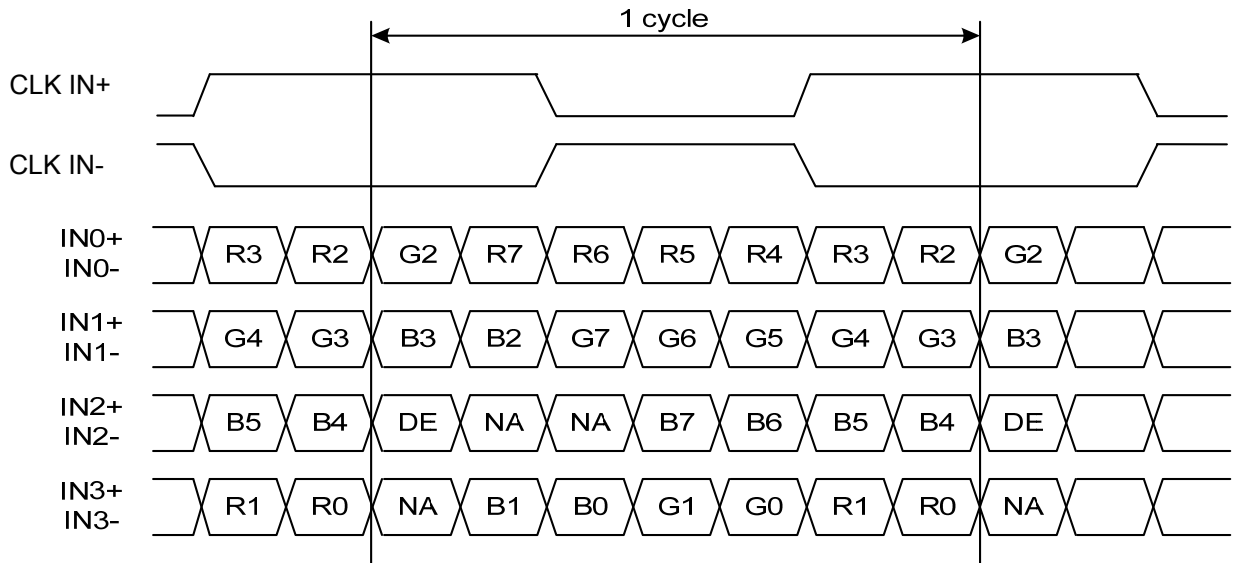 1 cycle
CLK IN+
CLK IN-
IN0+
IN0-
R3 R2 G2 R7 R6 R5 R4 R3 R2 G2
IN1+
IN1-
G4 G3 B3 B2 G7 G6 G5 G4 G3 B3
IN2+
IN2-
B5 B4 DE NA NA B7 B6 B5 B4 DE
IN3+
IN3-
R1 R0 NA B1 B0 G1 G0 R1 R0 NA